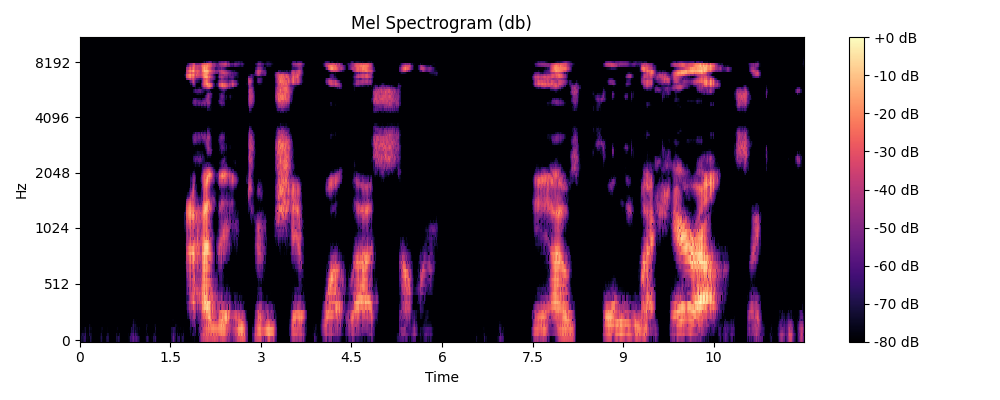 Mel Spectrogram (db)
8192
4096
2048
1024
512
0
Hz
0 1.5 3 4.5 6 7.5 9 10
Time
+0 dB
-10 dB
-20 dB
-30 dB
-40 dB
-50 dB
-60 dB
-70 dB
-80 dB